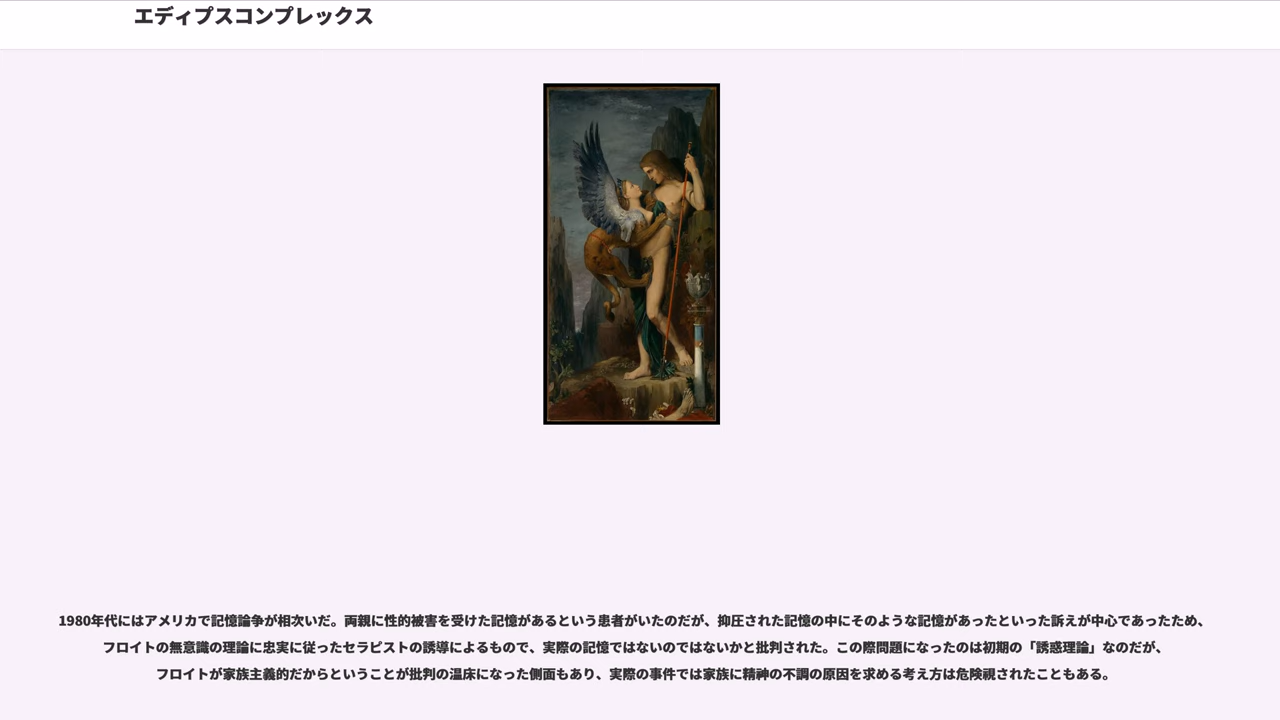 エディプスコンプレックス
1980年代にはアメリカで記憶論争が相次いだ。両親に性的被害を受けた記憶があるという患者がいたのだが、抑圧された記憶の中にそのような記憶があったといった訴えが中心であったため、
フロイトの無意識の理論に忠実に従ったセラピストの誘導によるもので、実際の記憶ではないのではないかと批判された。この際問題になったのは初期の「誘惑理論」なのだが、
フロイトが家族主義的だからということが批判の温床になった側面もあり、実際の事件では家族に精神の不調の原因を求める考え方は危険視されたこともある。